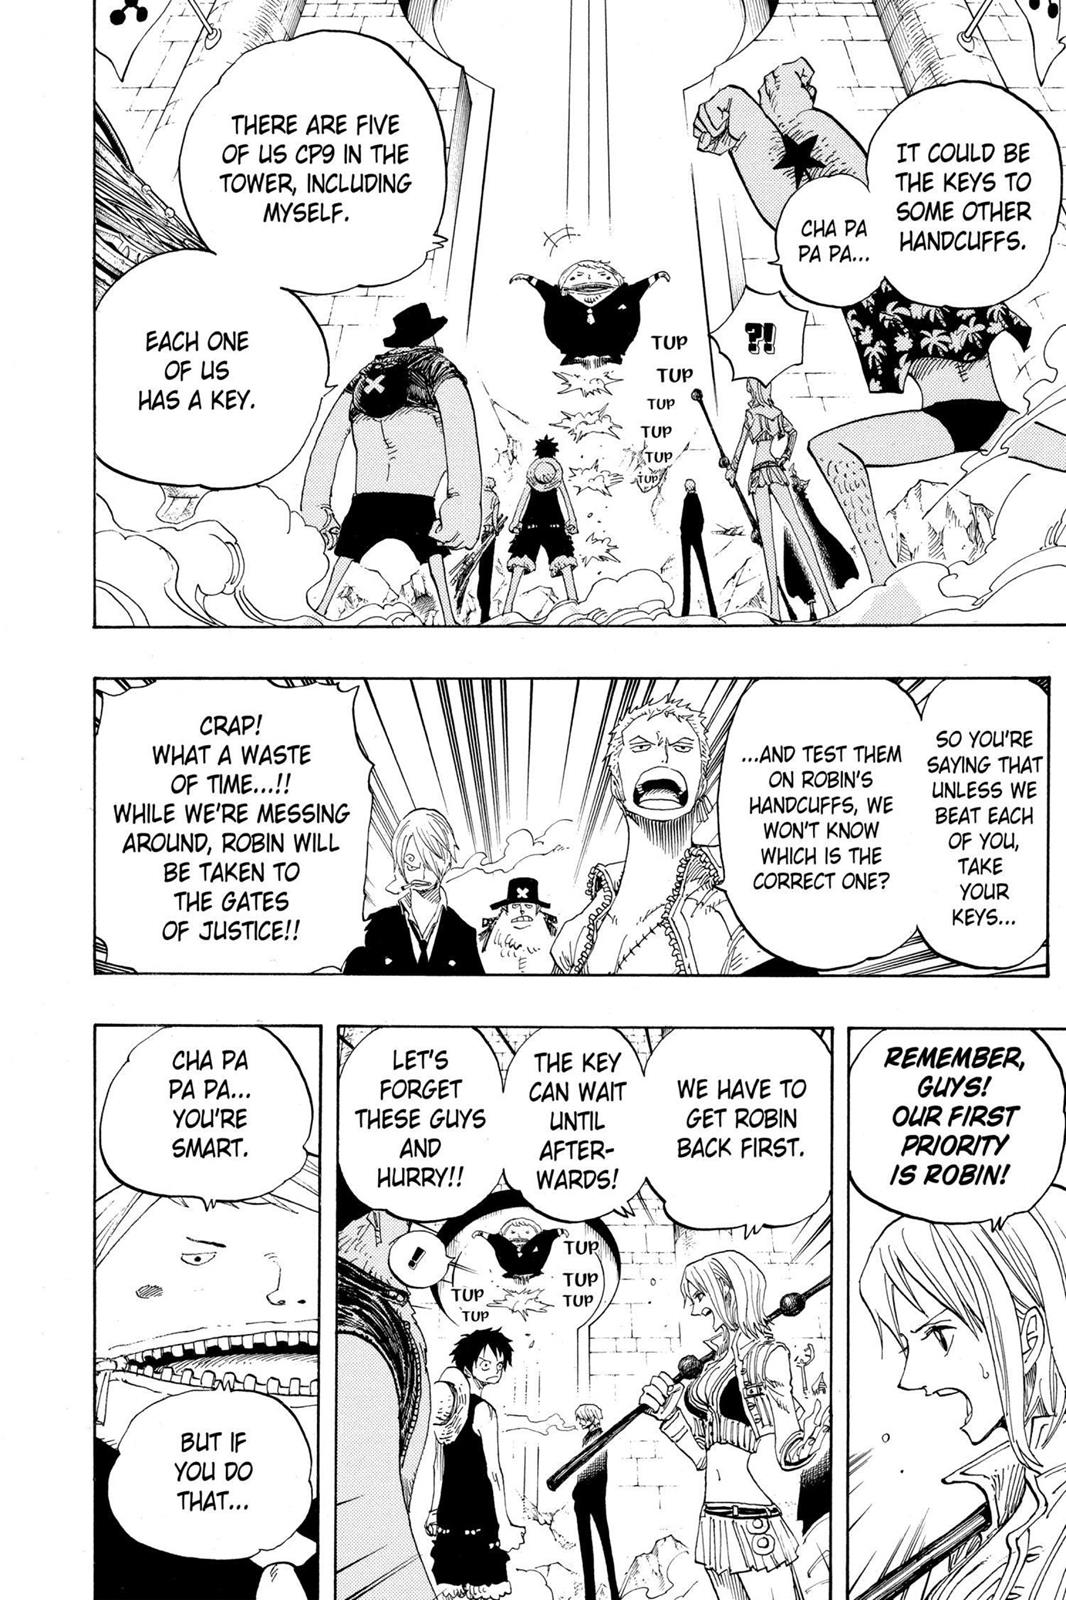 IT COULD BE
THE KEYS TO
SOME OTHER
HANDCUFFS.
CHA PA
PA PA...
?!
THERE ARE FIVE
OF US CP9 IN THE
TOWER, INCLUDING
MYSELF.
EACH ONE
OF US
HAS A KEY.
TUP
TUP
TUP
TUP
TUP
TUP
SO YOU'RE
SAYING THAT
UNLESS WE
BEAT EACH
OF YOU,
TAKE
YOUR
KEYS...
...AND TEST THEM
ON ROBIN'S
HANDCUFFS, WE
WON'T KNOW
WHICH IS THE
CORRECT ONE?
CRAP!
WHAT A WASTE
OF TIME...!!
WHILE WE'RE MESSING
AROUND, ROBIN WILL
BE TAKEN TO
THE GATES
OF JUSTICE!!
REMEMBER,
GUYS!
OUR FIRST
PRIORITY
IS ROBIN!
WE HAVE TO
GET ROBIN
BACK FIRST.
THE KEY
CAN WAIT
UNTIL
AFTER-
WARDS!
LET'S
FORGET
THESE GUYS
AND
HURRY!!
!
TUP
TUP
TUP
TUP
TUP
CHA PA
PA PA...
YOU'RE
SMART.
BUT IF
YOU DO
THAT...